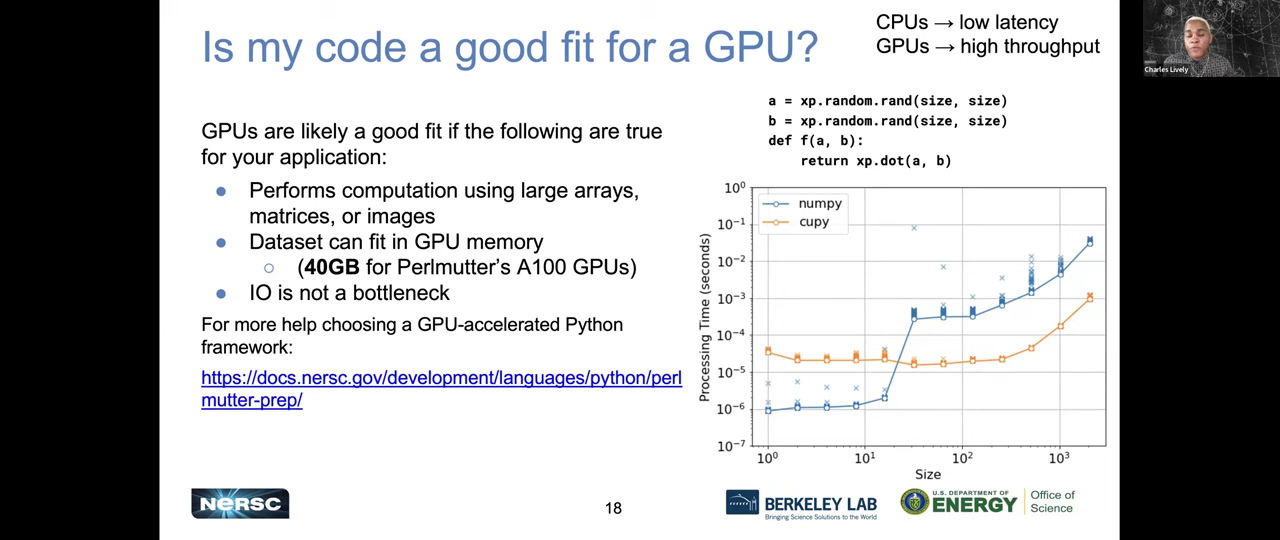 Is my code a good fit for a GPU?
CPUs → low latency
GPUs → high throughput
Charles Lively
GPUs are likely a good fit if the following are true
for your application:
● Performs computation using large arrays,
matrices, or images
● Dataset can fit in GPU memory
○ (40GB for Perlmutter's A100 GPUs)
● IO is not a bottleneck
For more help choosing a GPU-accelerated Python
framework:
https://docs.nersc.gov/development/languages/python/perl
mutter-prep/
a = xp.random.rand(size, size)
b = xp.random.rand(size, size)
def f(a, b):
    return xp.dot(a, b)
numpy
cupy
Processing Time (seconds)
10⁰
10⁻¹
10⁻²
10⁻³
10⁻⁴
10⁻⁵
10⁻⁶
10⁻⁷
10⁰ 10¹ 10² 10³
Size
NERSC
18
BERKELEY LAB
Bringing Science Solutions to the World
U.S. DEPARTMENT OF
ENERGY
Office of
Science